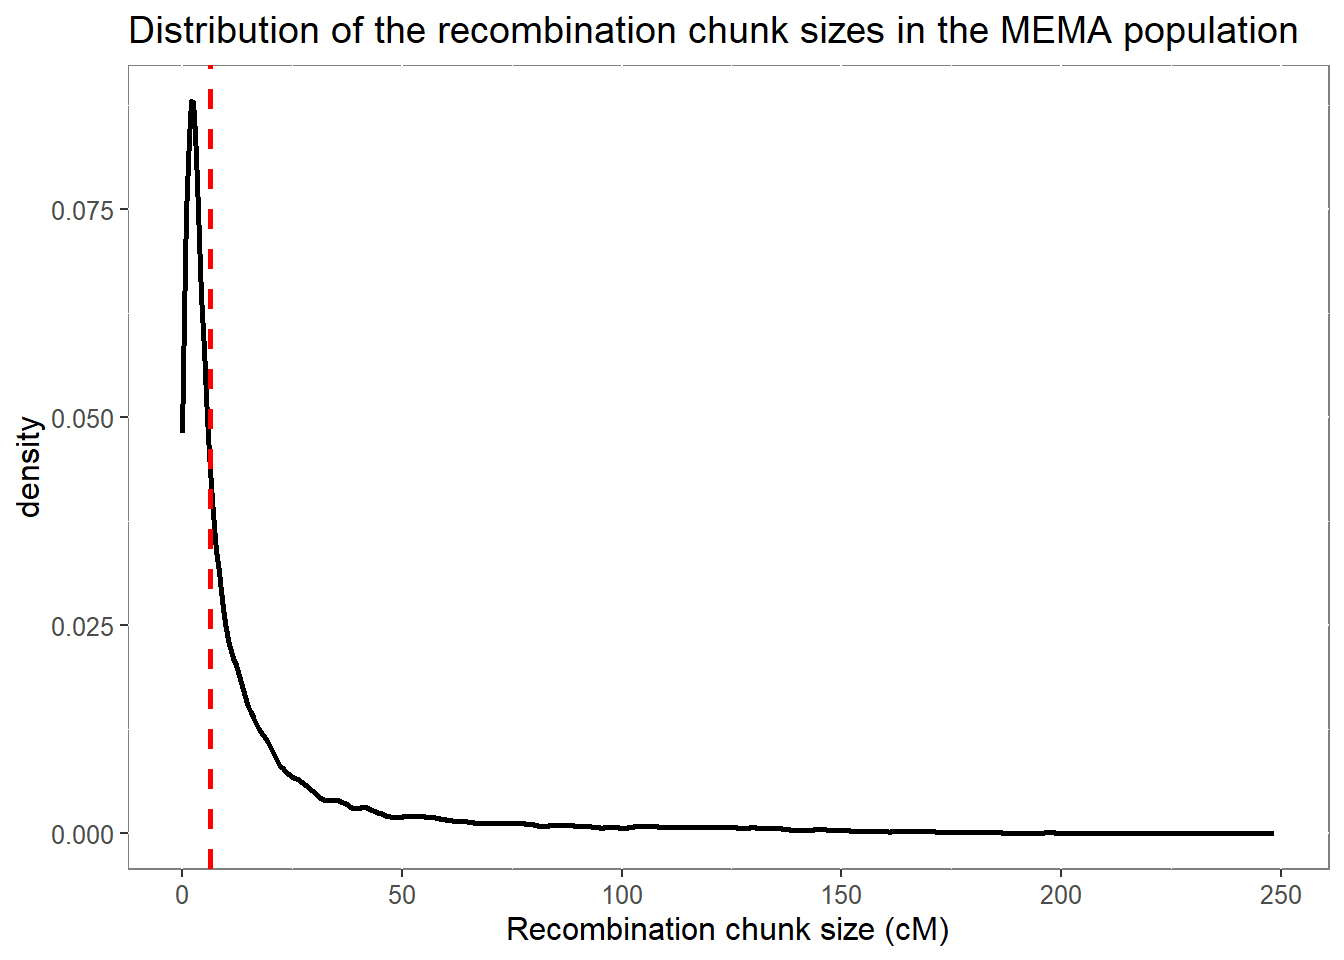 Distribution of the recombination chunk sizes in the MEMA population
0.075
0.050
0.025
0.000
density
0 50 100 150 200 250
Recombination chunk size (cM)